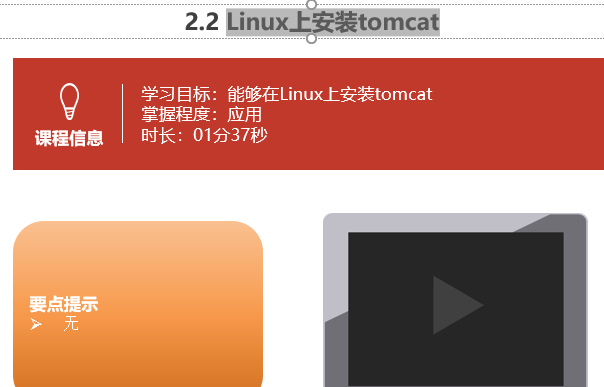 2.2 Linux上安装tomcat
学习目标：能够在Linux上安装tomcat
掌握程度：应用
时长：01分37秒
课程信息
要点提示
➢ 无